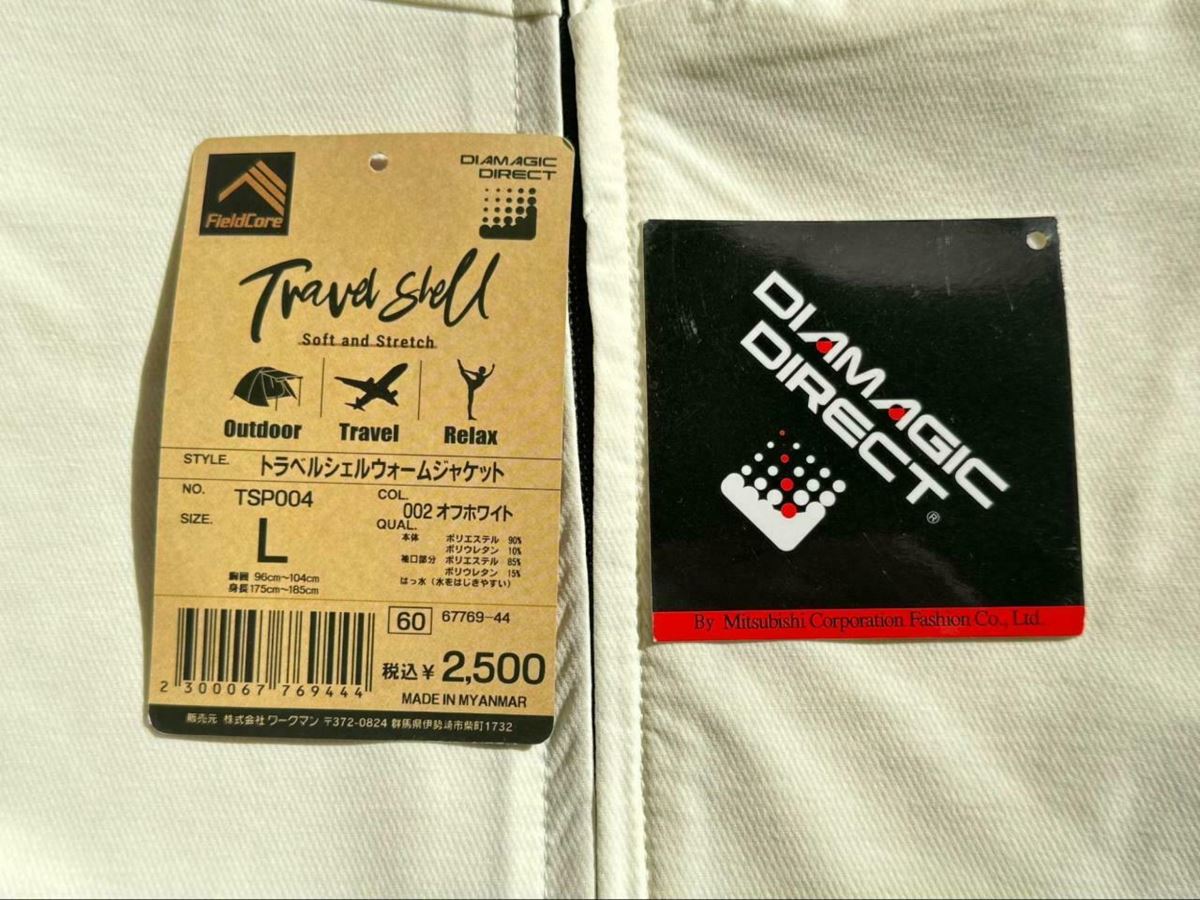 FieldCore
DIAMAGIC
DIRECT
Travel Shell
Soft and Stretch
Outdoor
Travel
Relax
STYLE. トラベルシェルウォームジャケット
NO. TSP004
COL. 002 オフホワイト
SIZE. L
胸囲 96cm〜104cm
身長 175cm〜185cm
QUAL.
本体 ポリエステル 90%
ポリウレタン 10%
袖口部分 ポリエステル 85%
ポリウレタン 15%
はっ水（水をはじきやすい）
60 67769-44
税込¥ 2,500
2 300067 769444
MADE IN MYANMAR
販売元 株式会社 ワークマン 〒372-0824 群馬県伊勢崎市柴町1732
DIAMAGIC
DIRECT®
By Mitsubishi Corporation Fashion Co., Ltd.